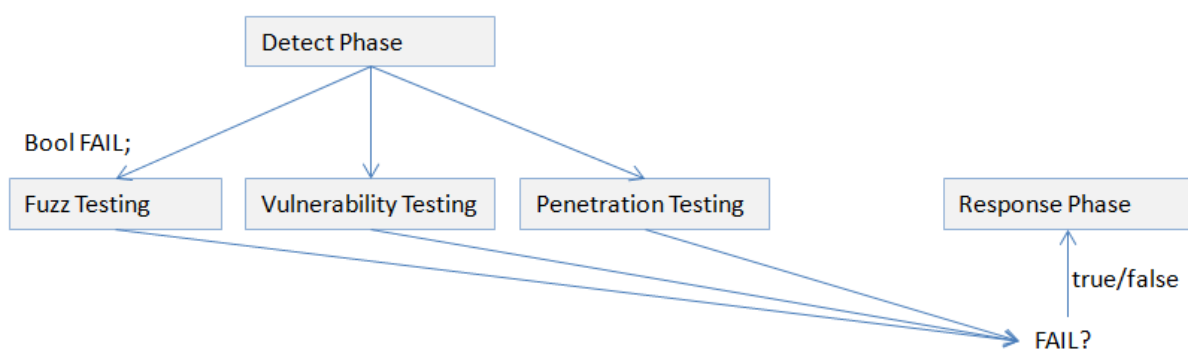 Detect Phase
Bool FAIL;
Fuzz Testing
Vulnerability Testing
Penetration Testing
Response Phase
true/false
FAIL?